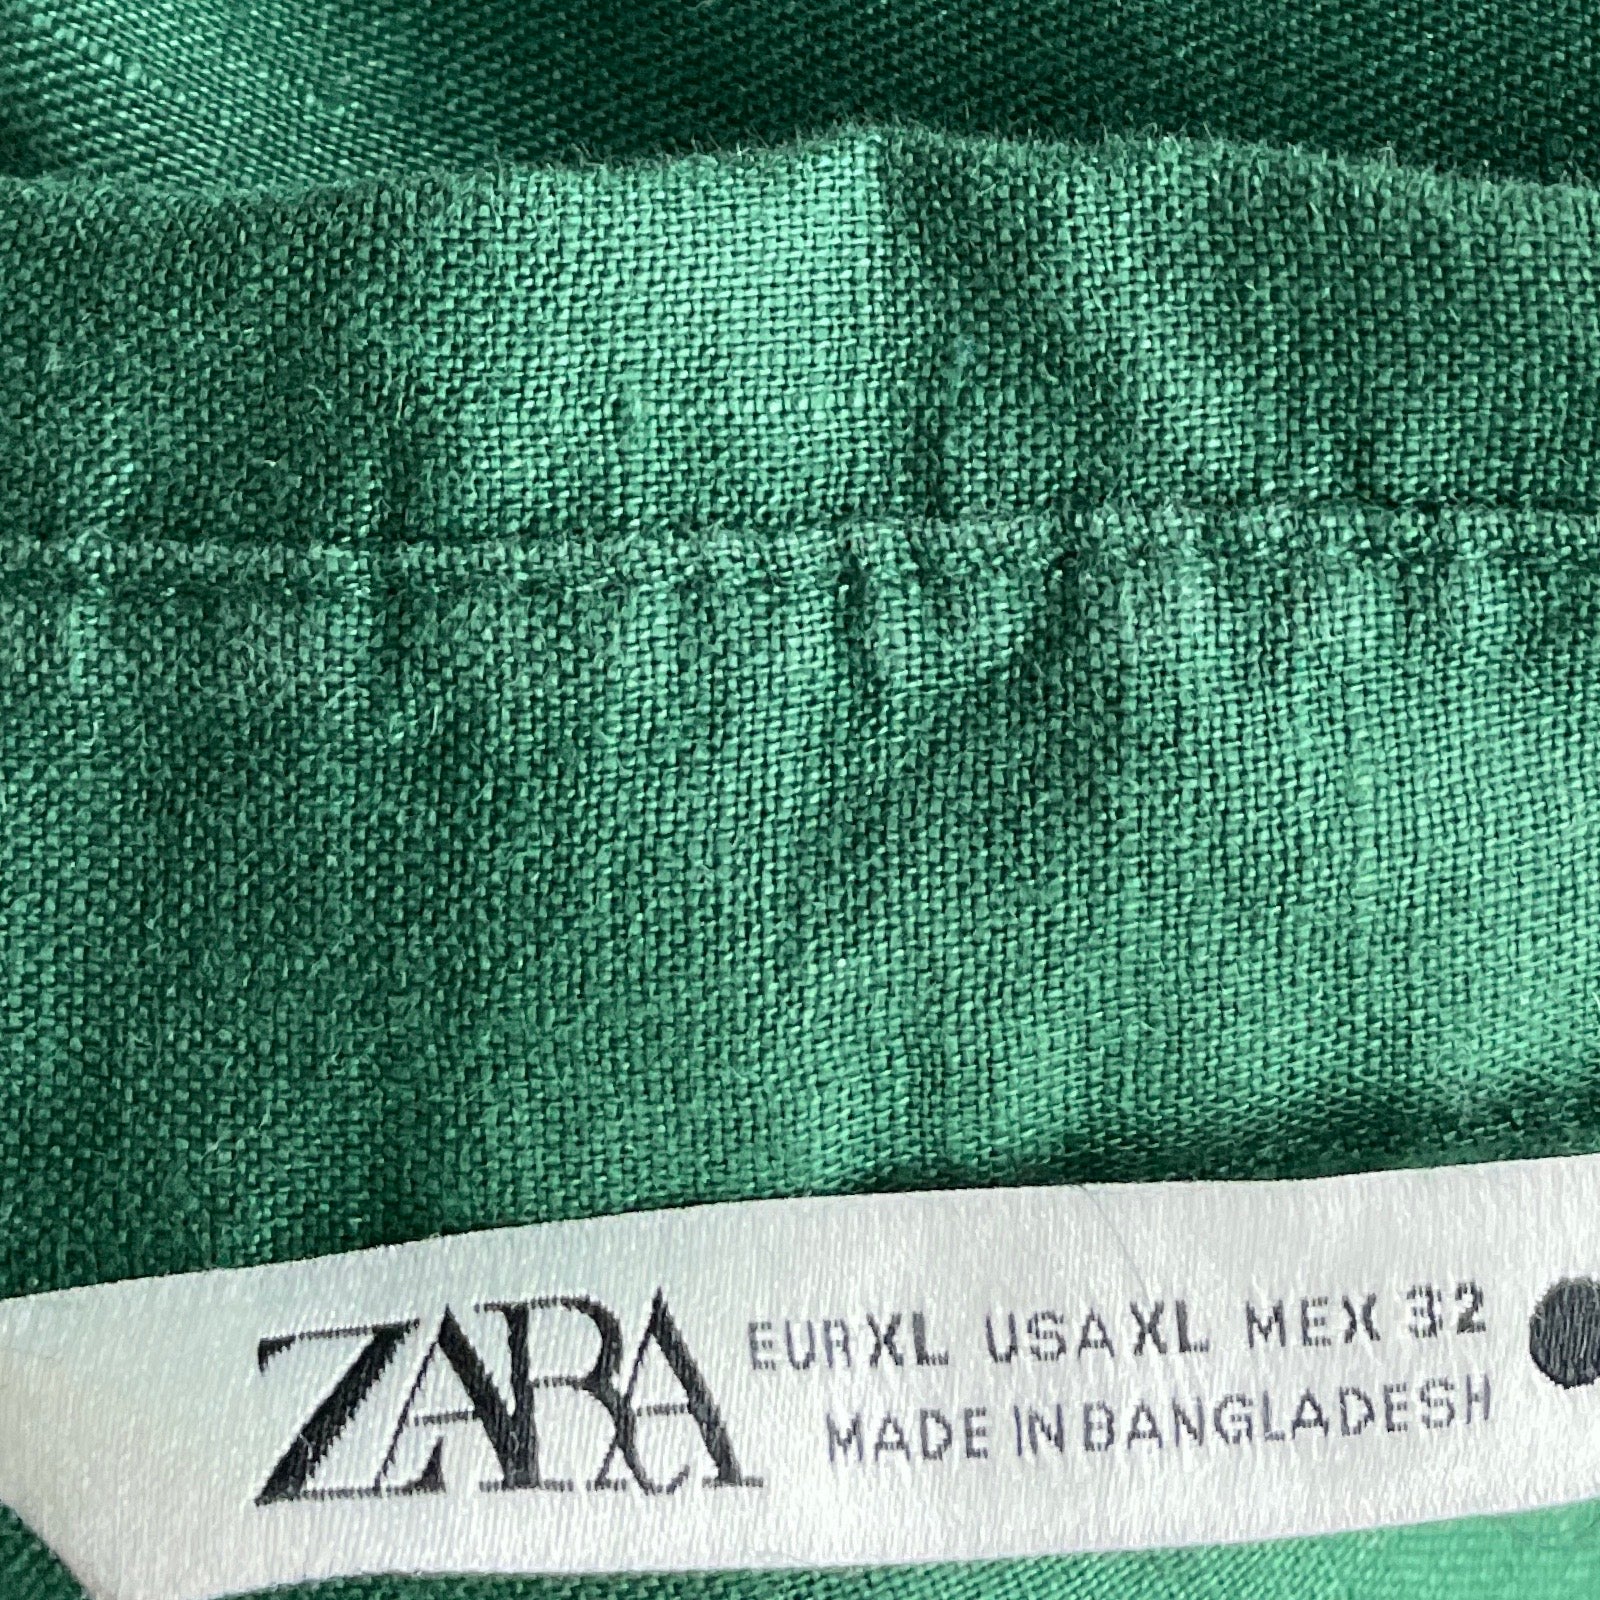 ZARA EUR XL USA XL MEX 32
MADE IN BANGLADESH